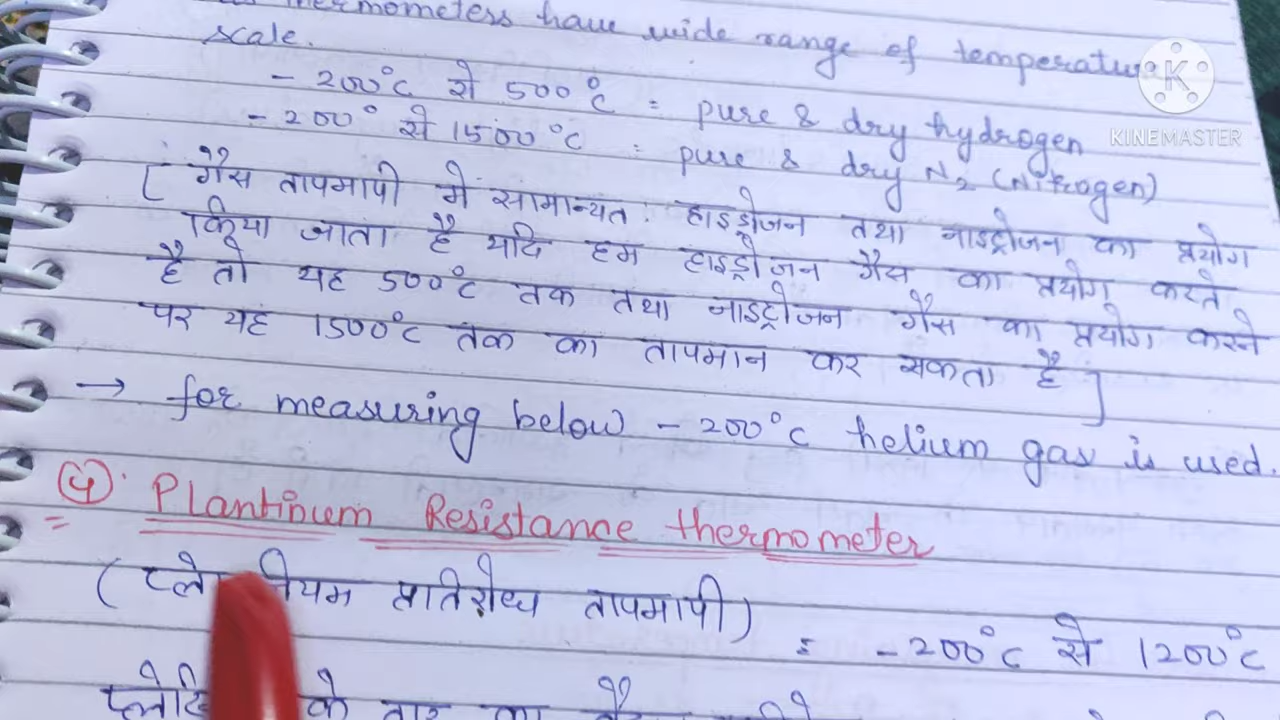 thermometers have wide range of temperature
scale.
- 200°C से 500°C = pure & dry hydrogen
- 200° से 1500°C = pure & dry N2 (Nitrogen)
[ गैस तापमापी में सामान्यत: हाइड्रोजन तथा नाइट्रोजन का प्रयोग
किया जाता है यदि हम हाइड्रोजन गैस का प्रयोग करते
है तो यह 500°C तक तथा नाइट्रोजन गैस का प्रयोग करने
पर यह 1500°C तक का तापमान कर सकता है ]
→ for measuring below - 200°C helium gas is used.
(4). Plantinum Resistance thermometer
( प्रतिरोध तापमापी) = -200°C से 1200°C
के तार का
KINEMASTER